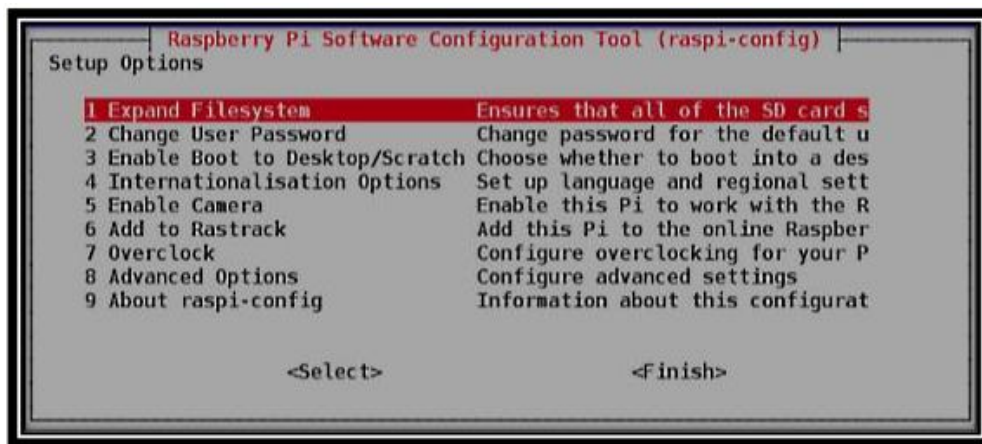 Raspberry Pi Software Configuration Tool (raspi-config)
Setup Options
1 Expand Filesystem Ensures that all of the SD card s
2 Change User Password Change password for the default u
3 Enable Boot to Desktop/Scratch Choose whether to boot into a des
4 Internationalisation Options Set up language and regional sett
5 Enable Camera Enable this Pi to work with the R
6 Add to Rastrack Add this Pi to the online Raspber
7 Overclock Configure overclocking for your P
8 Advanced Options Configure advanced settings
9 About raspi-config Information about this configurat
<Select> <Finish>